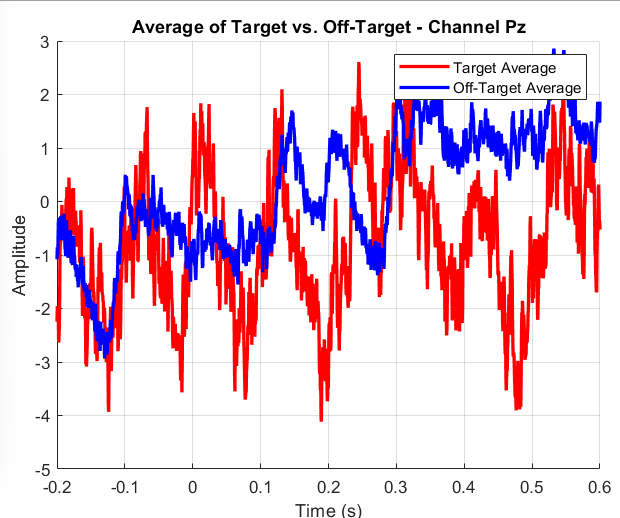 Average of Target vs. Off-Target - Channel Pz
Target Average
Off-Target Average
3
2
1
0
-1
-2
-3
-4
-5
Amplitude
-0.2 -0.1 0 0.1 0.2 0.3 0.4 0.5 0.6
Time (s)